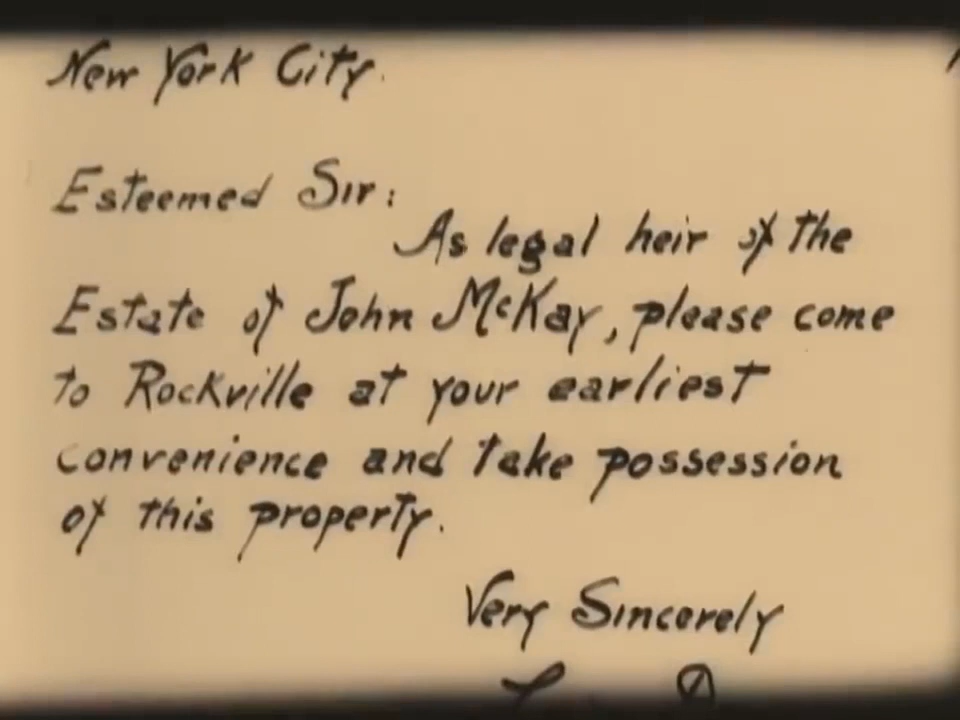 New York City.
Esteemed Sir:
As legal heir of the
Estate of John McKay, please come
to Rockville at your earliest
convenience and take possession
of this property.
Very Sincerely